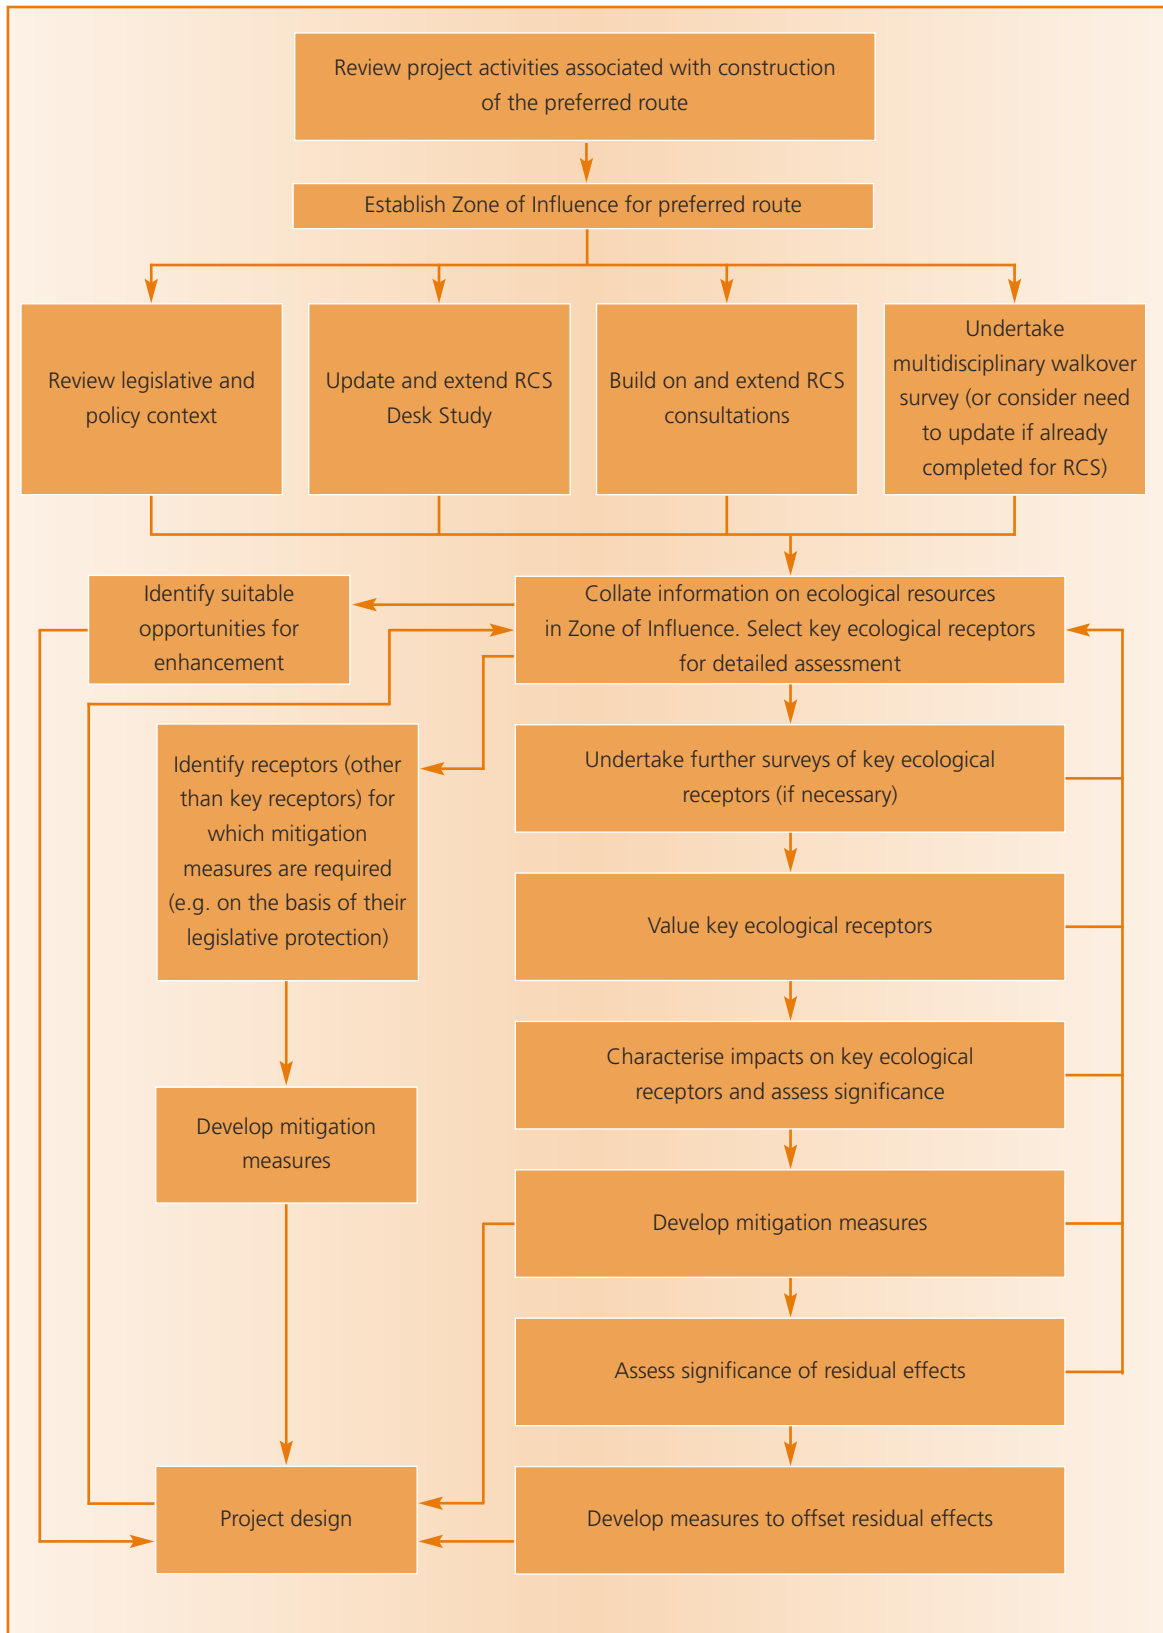 Review project activities associated with construction
of the preferred route
Establish Zone of Influence for preferred route
Review legislative and
policy context
Update and extend RCS
Desk Study
Build on and extend RCS
consultations
Undertake
multidisciplinary walkover
survey (or consider need
to update if already
completed for RCS)
Identify suitable
opportunities for
enhancement
Collate information on ecological resources
in Zone of Influence. Select key ecological receptors
for detailed assessment
Identify receptors (other
than key receptors) for
which mitigation
measures are required
(e.g. on the basis of their
legislative protection)
Undertake further surveys of key ecological
receptors (if necessary)
Value key ecological receptors
Characterise impacts on key ecological
receptors and assess significance
Develop mitigation
measures
Develop mitigation measures
Assess significance of residual effects
Project design
Develop measures to offset residual effects